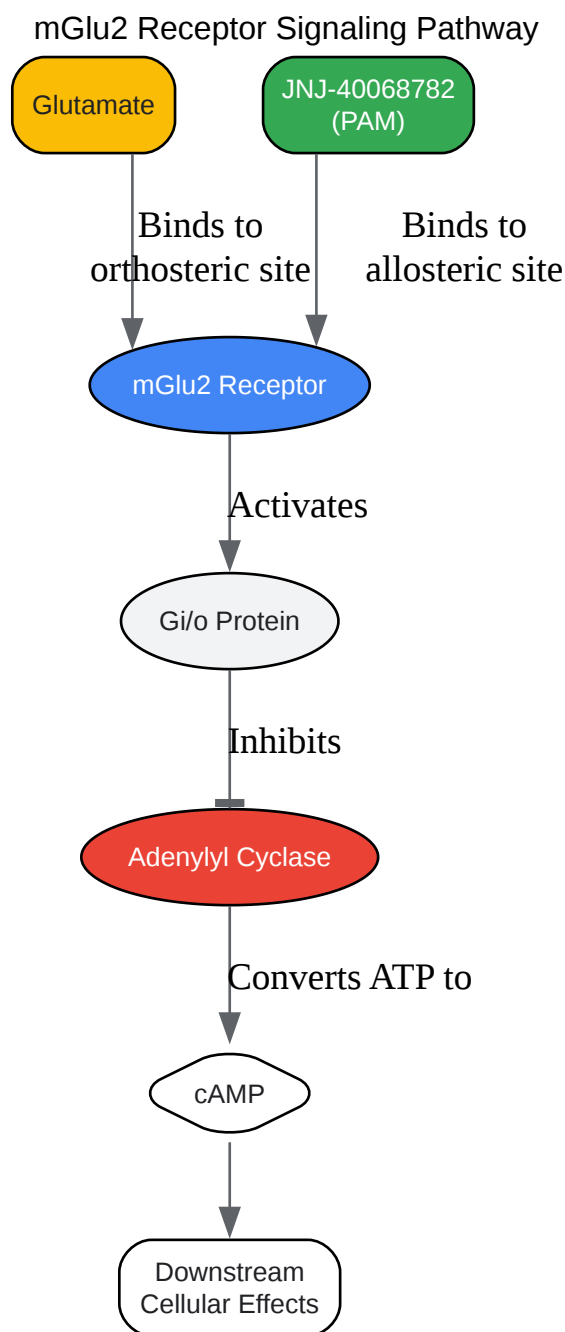 mGlu2 Receptor Signaling Pathway
Glutamate
JNJ-40068782
(PAM)
Binds to
orthosteric site
Binds to
allosteric site
mGlu2 Receptor
Activates
Gi/o Protein
Inhibits
Adenylyl Cyclase
Converts ATP to
cAMP
Downstream
Cellular Effects